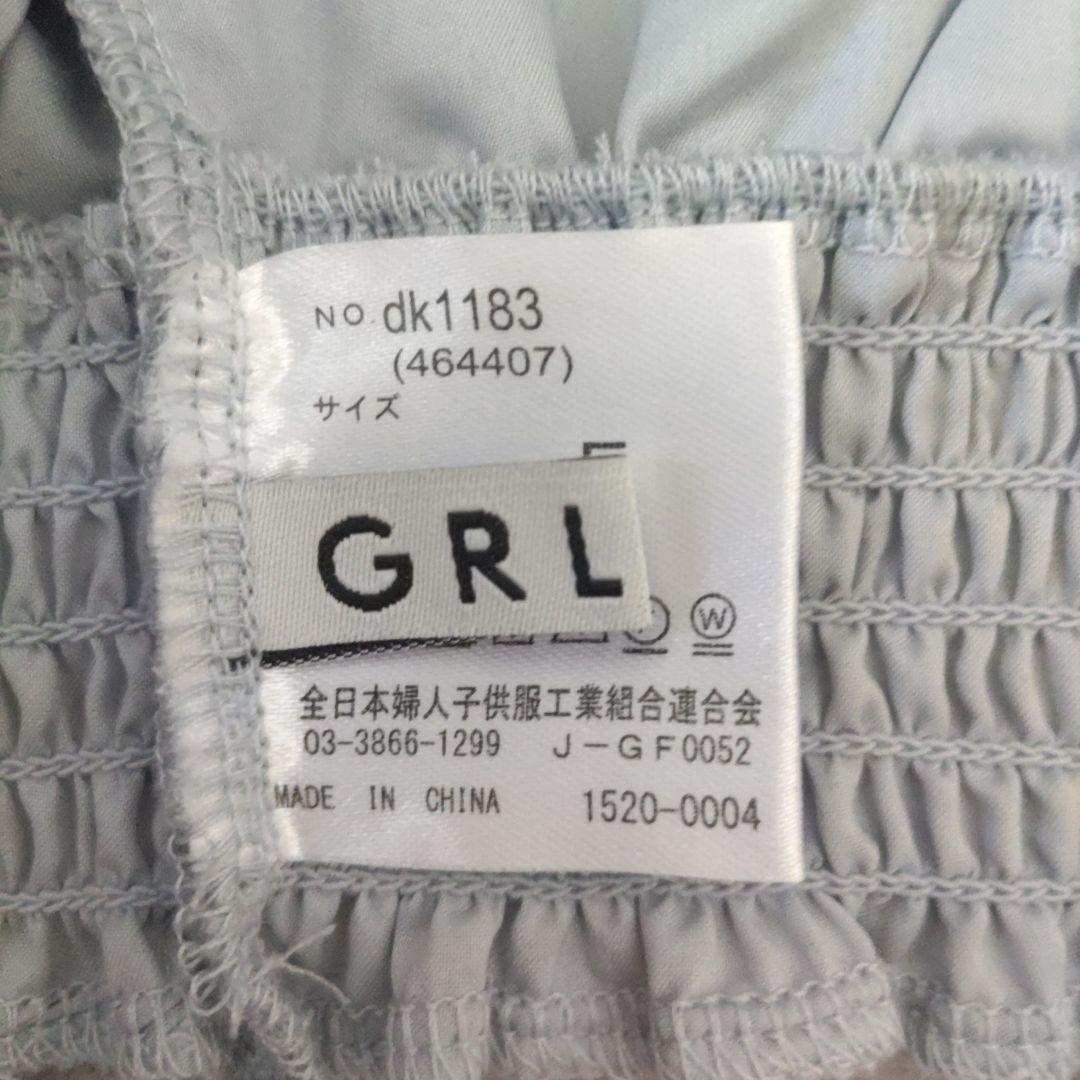 NO. dk1183
(464407)
サイズ
GRL
W
全日本婦人子供服工業組合連合会
03-3866-1299 J-GF0052
MADE IN CHINA 1520-0004